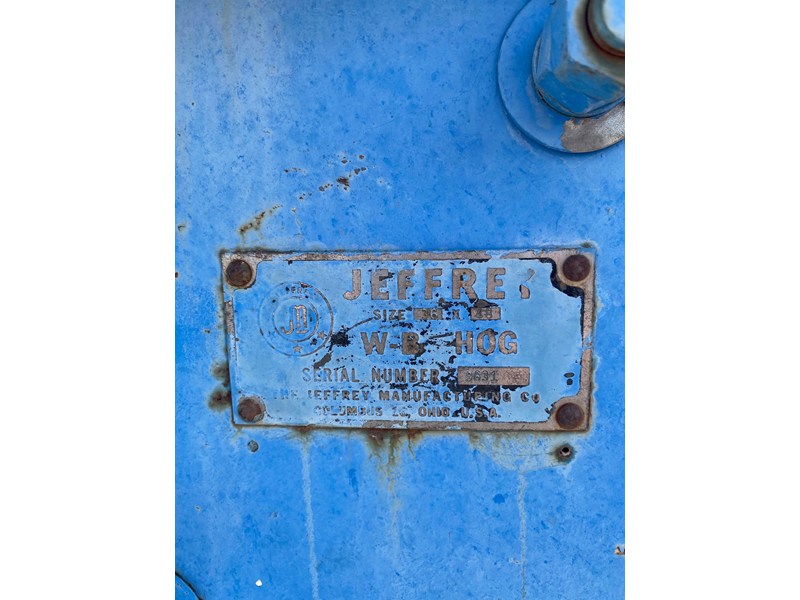 JEFFREY
SIZE X
W-B HOG
SERIAL NUMBER
THE JEFFREY MANUFACTURING CO
COLUMBUS 16, OHIO, U.S.A.